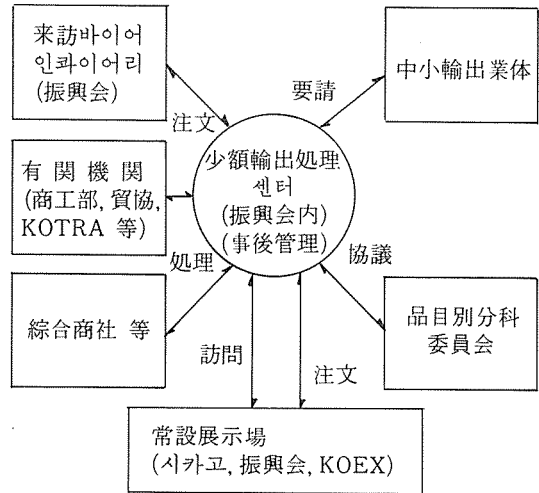 来訪바이어
인콰이어리
(振興会)
注文
要請
中小輸出業体
有関機関
(商工部, 貿協,
KOTRA 等)
少額輸出処理
센터
(振興会内)
(事後管理)
処理
協議
綜合商社 等
品目別分科
委員会
訪問
注文
常設展示場
(시카고, 振興会, KOEX)